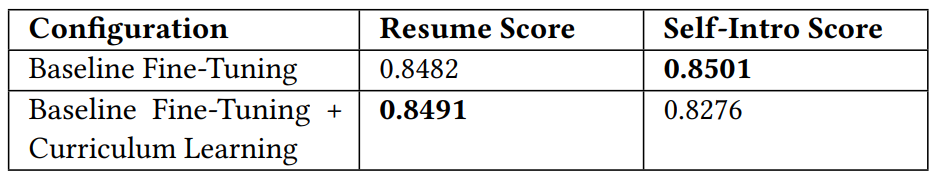 Configuration Resume Score Self-Intro Score
Baseline Fine-Tuning 0.8482 0.8501
Baseline Fine-Tuning + 0.8491 0.8276
Curriculum Learning